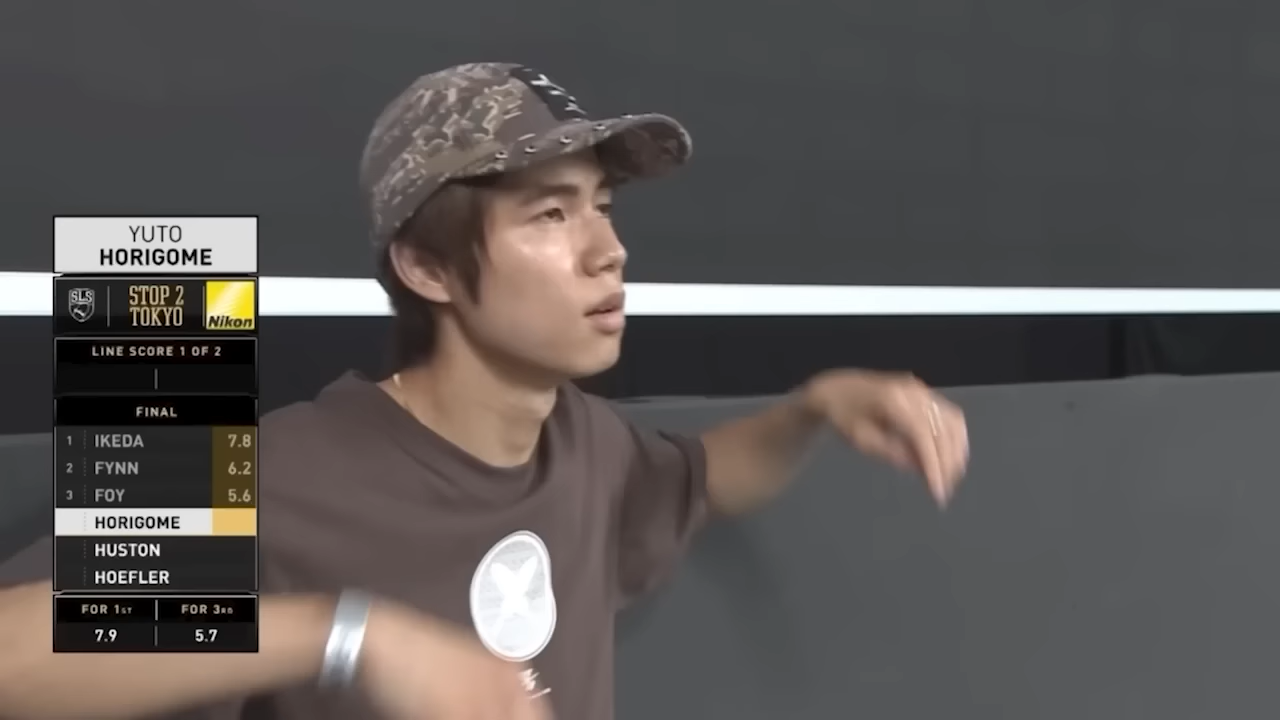 YUTO
HORIGOME
SLS
STOP 2
TOKYO
Nikon
LINE SCORE 1 OF 2
FINAL
1 IKEDA 7.8
2 FYNN 6.2
3 FOY 5.6
HORIGOME
HUSTON
HOEFLER
FOR 1ST FOR 3RD
7.9 5.7